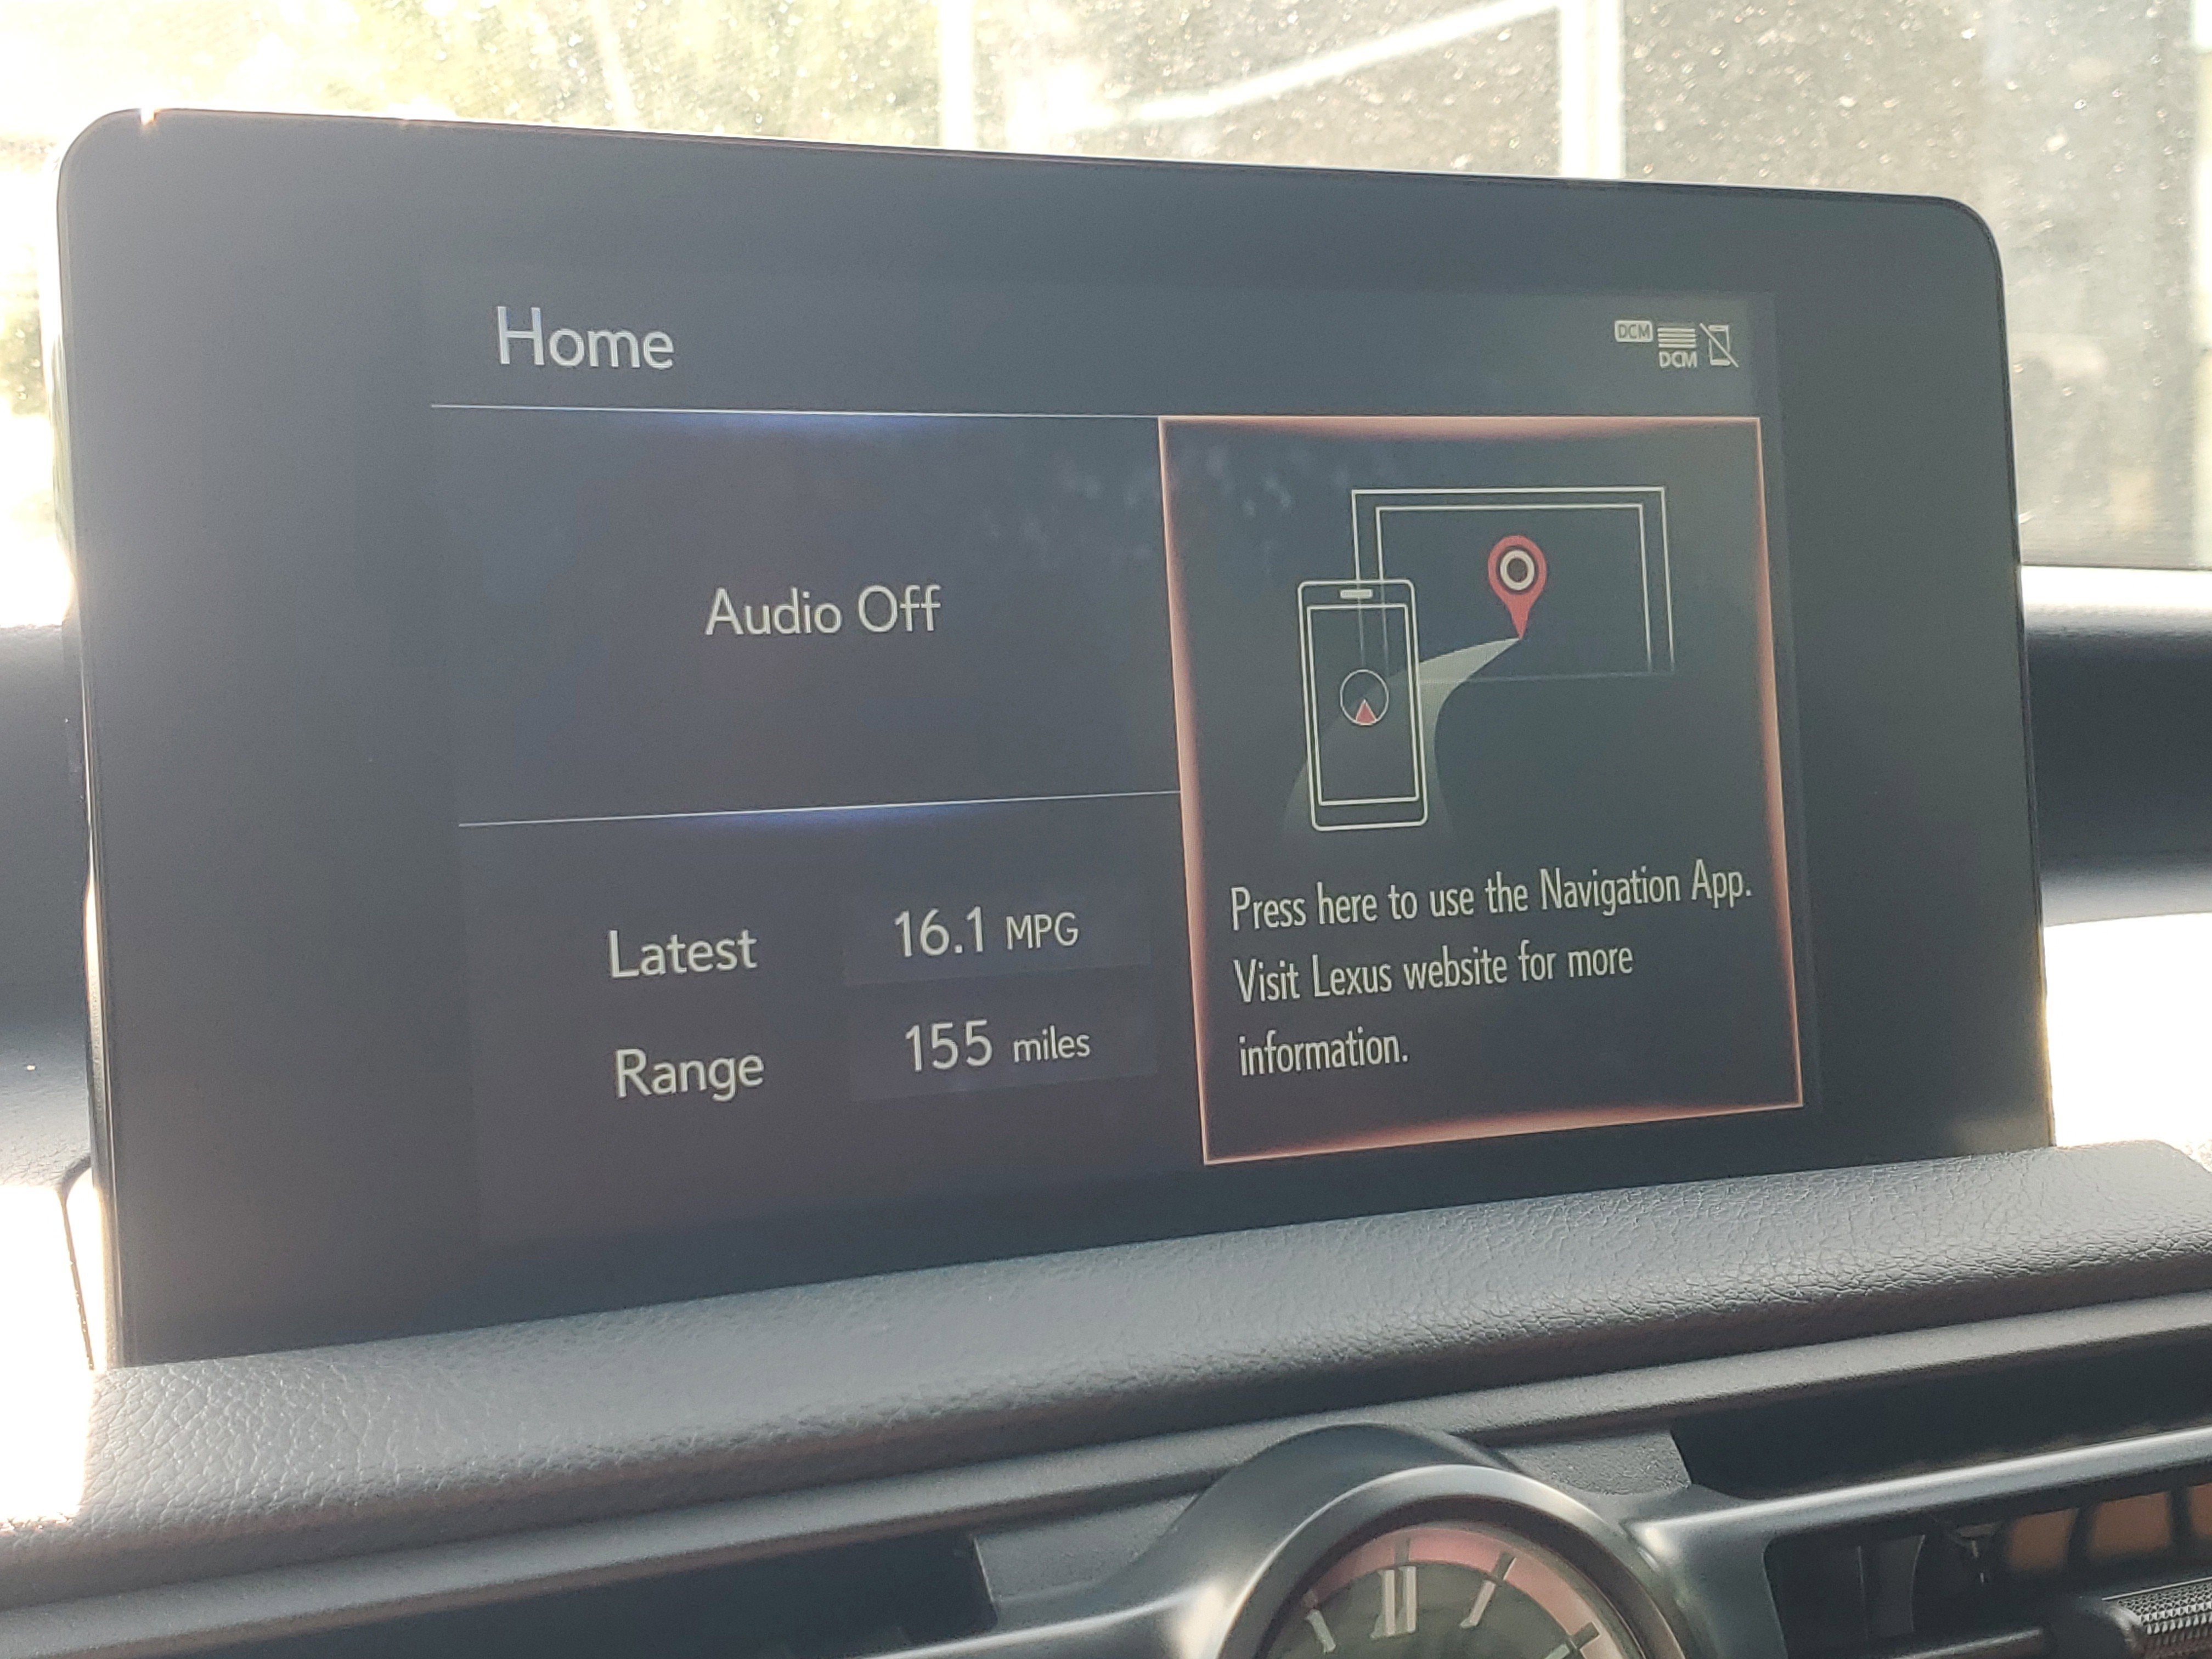 Home
DCM
DCM
Audio Off
Latest 16.1 MPG
Range 155 miles
Press here to use the Navigation App.
Visit Lexus website for more
information.